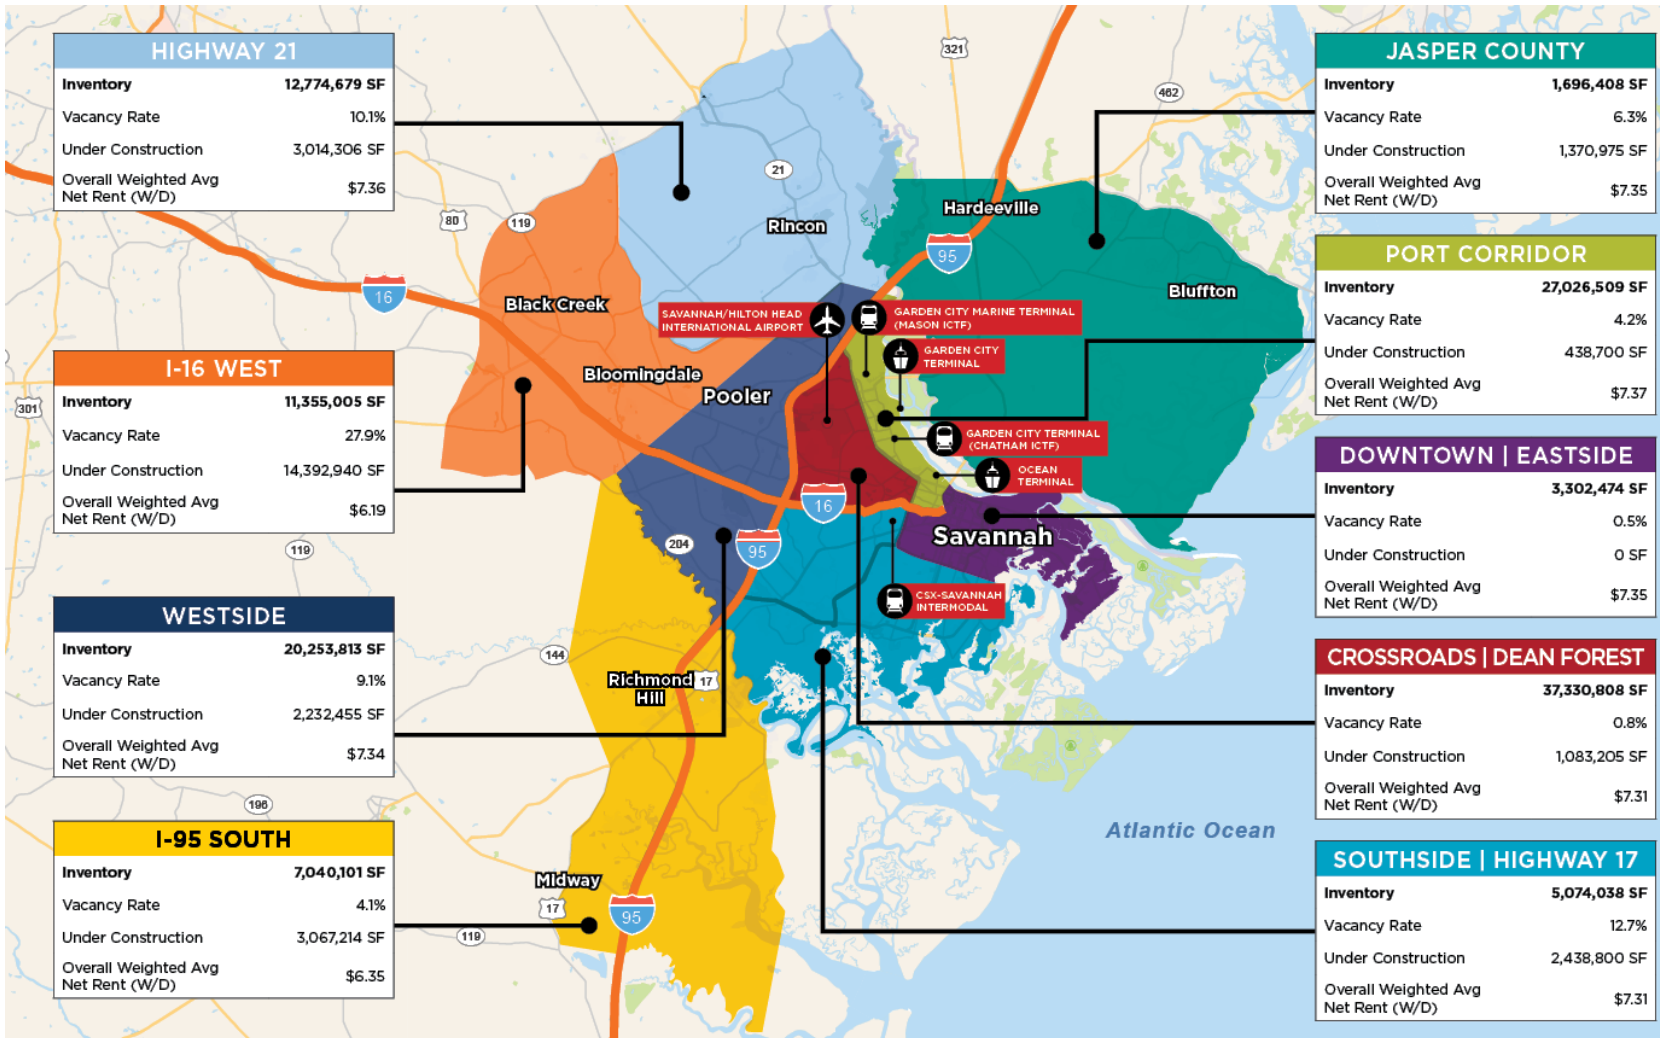 HIGHWAY 21
Inventory 12,774,679 SF
Vacancy Rate 10.1%
Under Construction 3,014,306 SF
Overall Weighted Avg
Net Rent (W/D) $7.36
I-16 WEST
Inventory 11,355,005 SF
Vacancy Rate 27.9%
Under Construction 14,392,940 SF
Overall Weighted Avg
Net Rent (W/D) $6.19
WESTSIDE
Inventory 20,253,813 SF
Vacancy Rate 9.1%
Under Construction 2,232,455 SF
Overall Weighted Avg
Net Rent (W/D) $7.34
I-95 SOUTH
Inventory 7,040,101 SF
Vacancy Rate 4.1%
Under Construction 3,067,214 SF
Overall Weighted Avg
Net Rent (W/D) $6.35
321
462
21
80
119
Rincon
Hardeeville
95
16
Black Creek
Bluffton
SAVANNAH/HILTON HEAD
INTERNATIONAL AIRPORT
GARDEN CITY MARINE TERMINAL
(MASON ICTF)
GARDEN CITY
TERMINAL
Bloomingdale
Pooler
301
GARDEN CITY TERMINAL
(CHATHAM ICTF)
OCEAN
TERMINAL
16
Savannah
204
95
119
CSX-SAVANNAH
INTERMODAL
144
Richmond
Hill
17
196
Atlantic Ocean
Midway
17
95
119
JASPER COUNTY
Inventory 1,696,408 SF
Vacancy Rate 6.3%
Under Construction 1,370,975 SF
Overall Weighted Avg
Net Rent (W/D) $7.35
PORT CORRIDOR
Inventory 27,026,509 SF
Vacancy Rate 4.2%
Under Construction 438,700 SF
Overall Weighted Avg
Net Rent (W/D) $7.37
DOWNTOWN | EASTSIDE
Inventory 3,302,474 SF
Vacancy Rate 0.5%
Under Construction 0 SF
Overall Weighted Avg
Net Rent (W/D) $7.35
CROSSROADS | DEAN FOREST
Inventory 37,330,808 SF
Vacancy Rate 0.8%
Under Construction 1,083,205 SF
Overall Weighted Avg
Net Rent (W/D) $7.31
SOUTHSIDE | HIGHWAY 17
Inventory 5,074,038 SF
Vacancy Rate 12.7%
Under Construction 2,438,800 SF
Overall Weighted Avg
Net Rent (W/D) $7.31